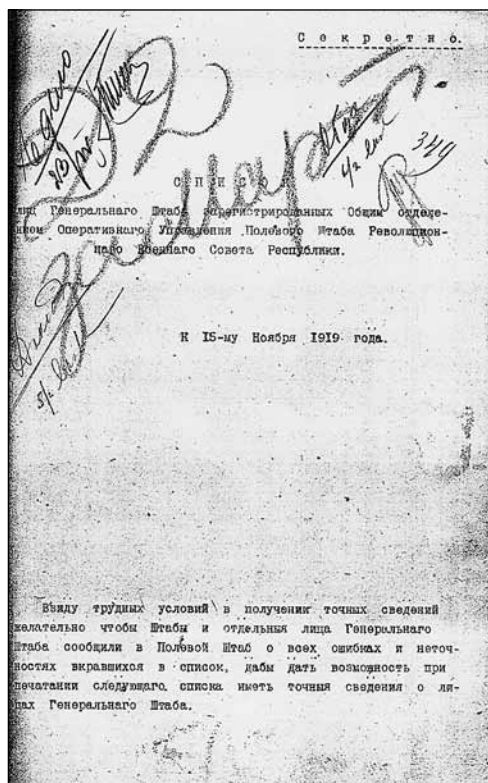 Секретно.
349
СПИСОК
лиц Генеральнаго Штаба зарегистрированных Общим отделе-
нием Оперативнаго Управления Полевого Штаба Революцион-
наго Военнаго Совета Республики.
К 15-му Ноября 1919 года.
Ввиду трудных условий в получении точных сведений
желательно чтобы Штабы и отдельныя лица Генеральнаго
Штаба сообщили в Полевой Штаб о всех ошибках и неточ-
ностях вкравшихся в список, дабы дать возможность при
печатании следующаго списка иметь точныя сведения о ли-
цах Генеральнаго Штаба.